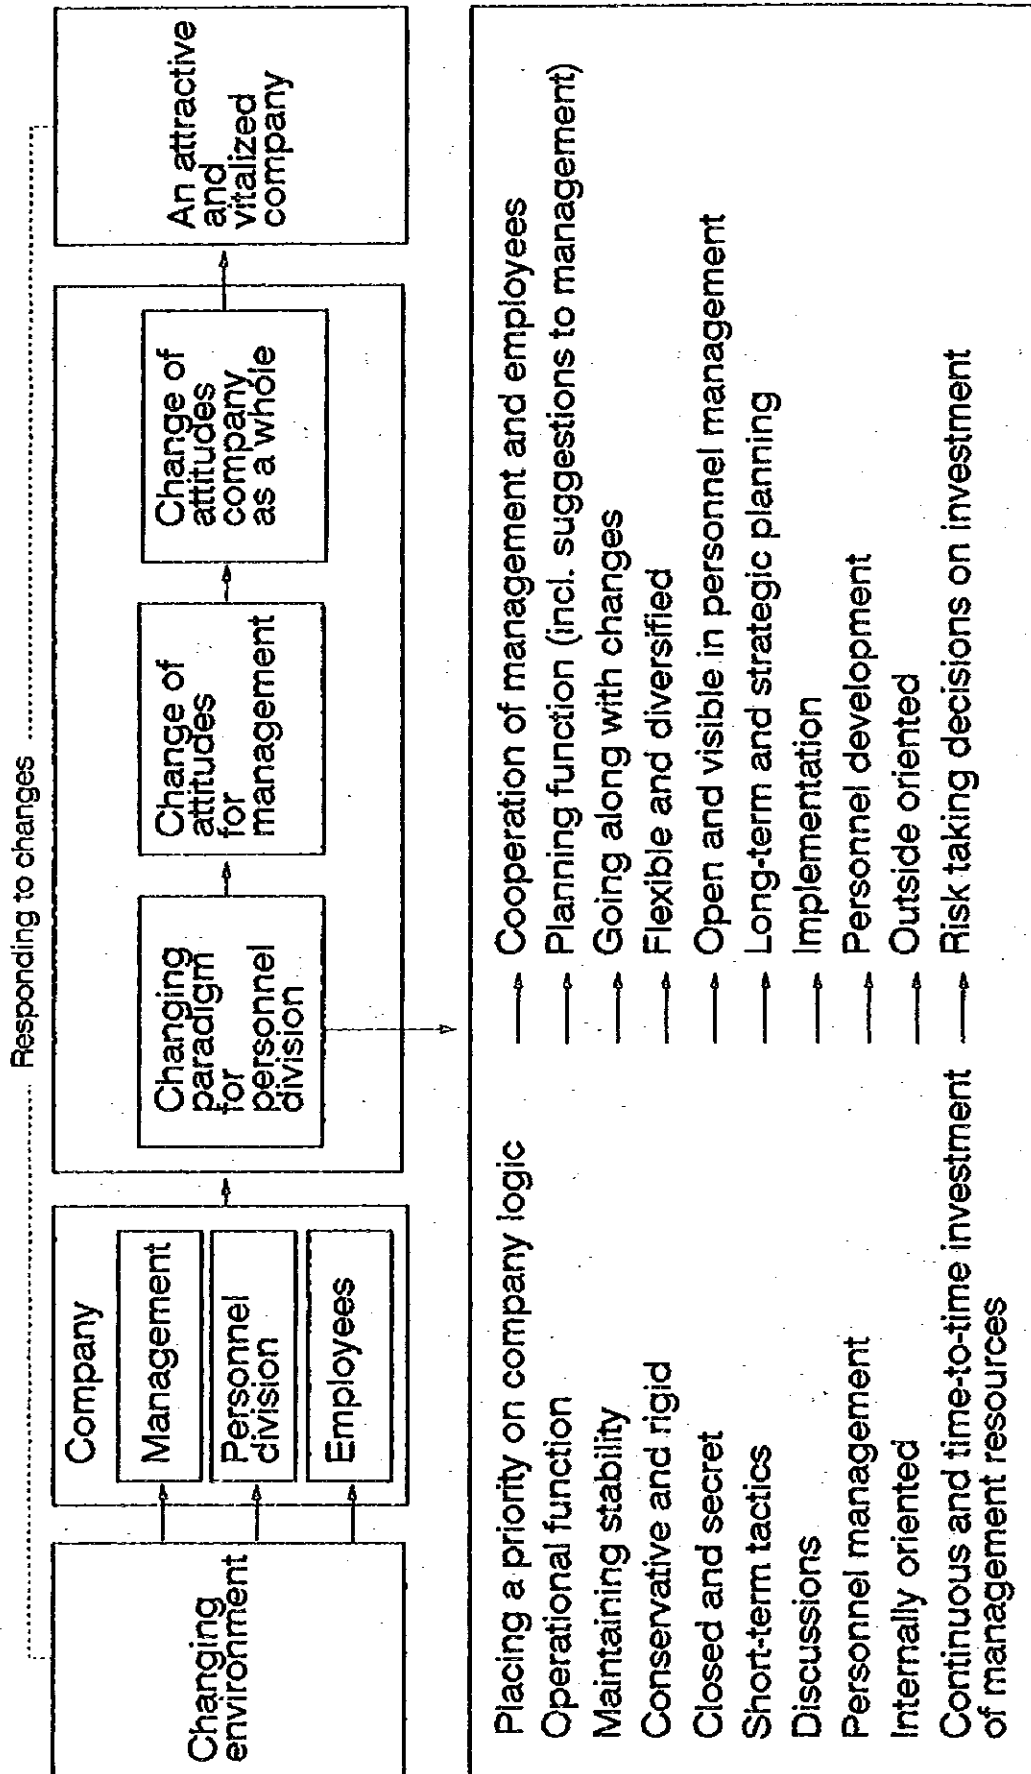 Responding to changes
Changing
environment
Company
Management
Personnel
division
Employees
Changing
paradigm
for
personnel
division
Change of
attitudes
for
management
Change of
attitudes
company
as a whole
An attractive
and
vitalized
company
Placing a priority on company logic → Cooperation of management and employees
Operational function → Planning function (incl. suggestions to management)
Maintaining stability → Going along with changes
Conservative and rigid → Flexible and diversified
Closed and secret → Open and visible in personnel management
Short-term tactics → Long-term and strategic planning
Discussions → Implementation
Personnel management → Personnel development
Internally oriented → Outside oriented
Continuous and time-to-time investment → Risk taking decisions on investment
of management resources